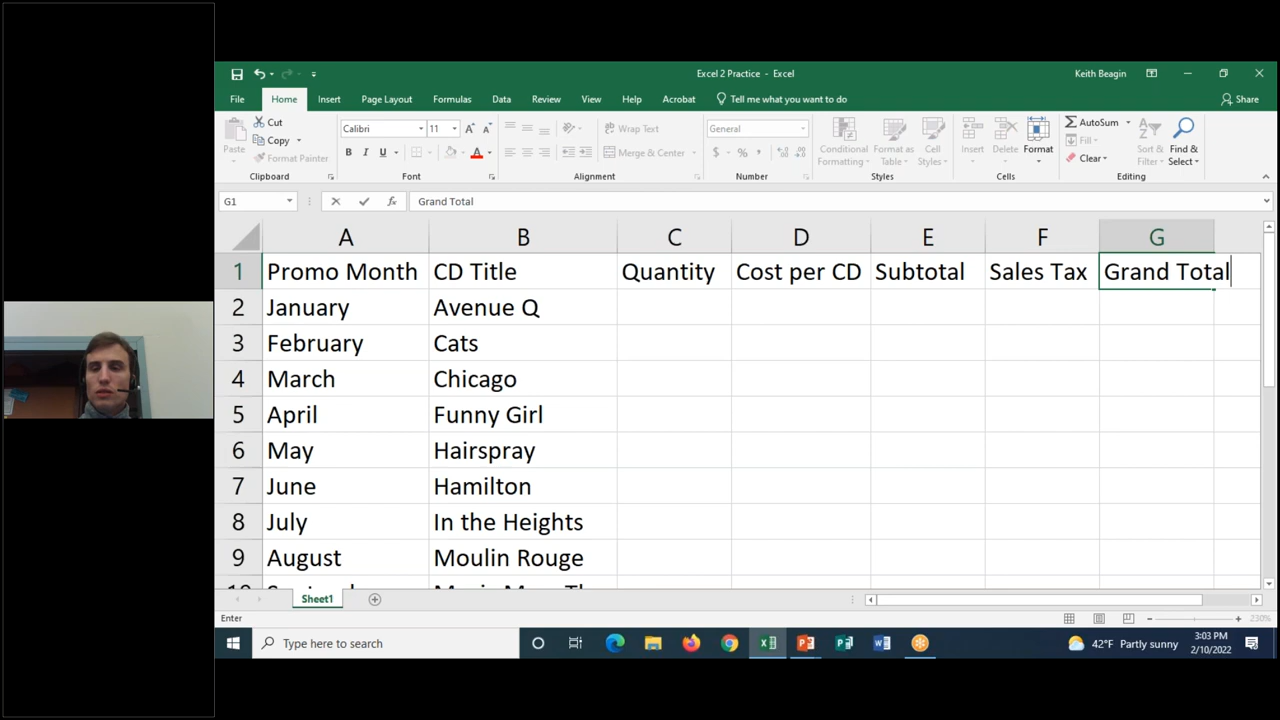 Excel 2 Practice - Excel
Keith Beagin
File Home Insert Page Layout Formulas Data Review View Help Acrobat Tell me what you want to do Share
Paste
Cut
Copy
Format Painter
Clipboard
Calibri 11
B I U
Font
Wrap Text
Merge & Center
Alignment
General
$ %
Number
Conditional Formatting
Format as Table
Cell Styles
Styles
Insert
Delete
Format
Cells
AutoSum
Fill
Clear
Sort & Filter
Find & Select
Editing
G1 fx Grand Total
A B C D E F G
1 Promo Month CD Title Quantity Cost per CD Subtotal Sales Tax Grand Total
2 January Avenue Q
3 February Cats
4 March Chicago
5 April Funny Girl
6 May Hairspray
7 June Hamilton
8 July In the Heights
9 August Moulin Rouge
Sheet1
Enter
230%
Type here to search
42°F Partly sunny
3:03 PM
2/10/2022